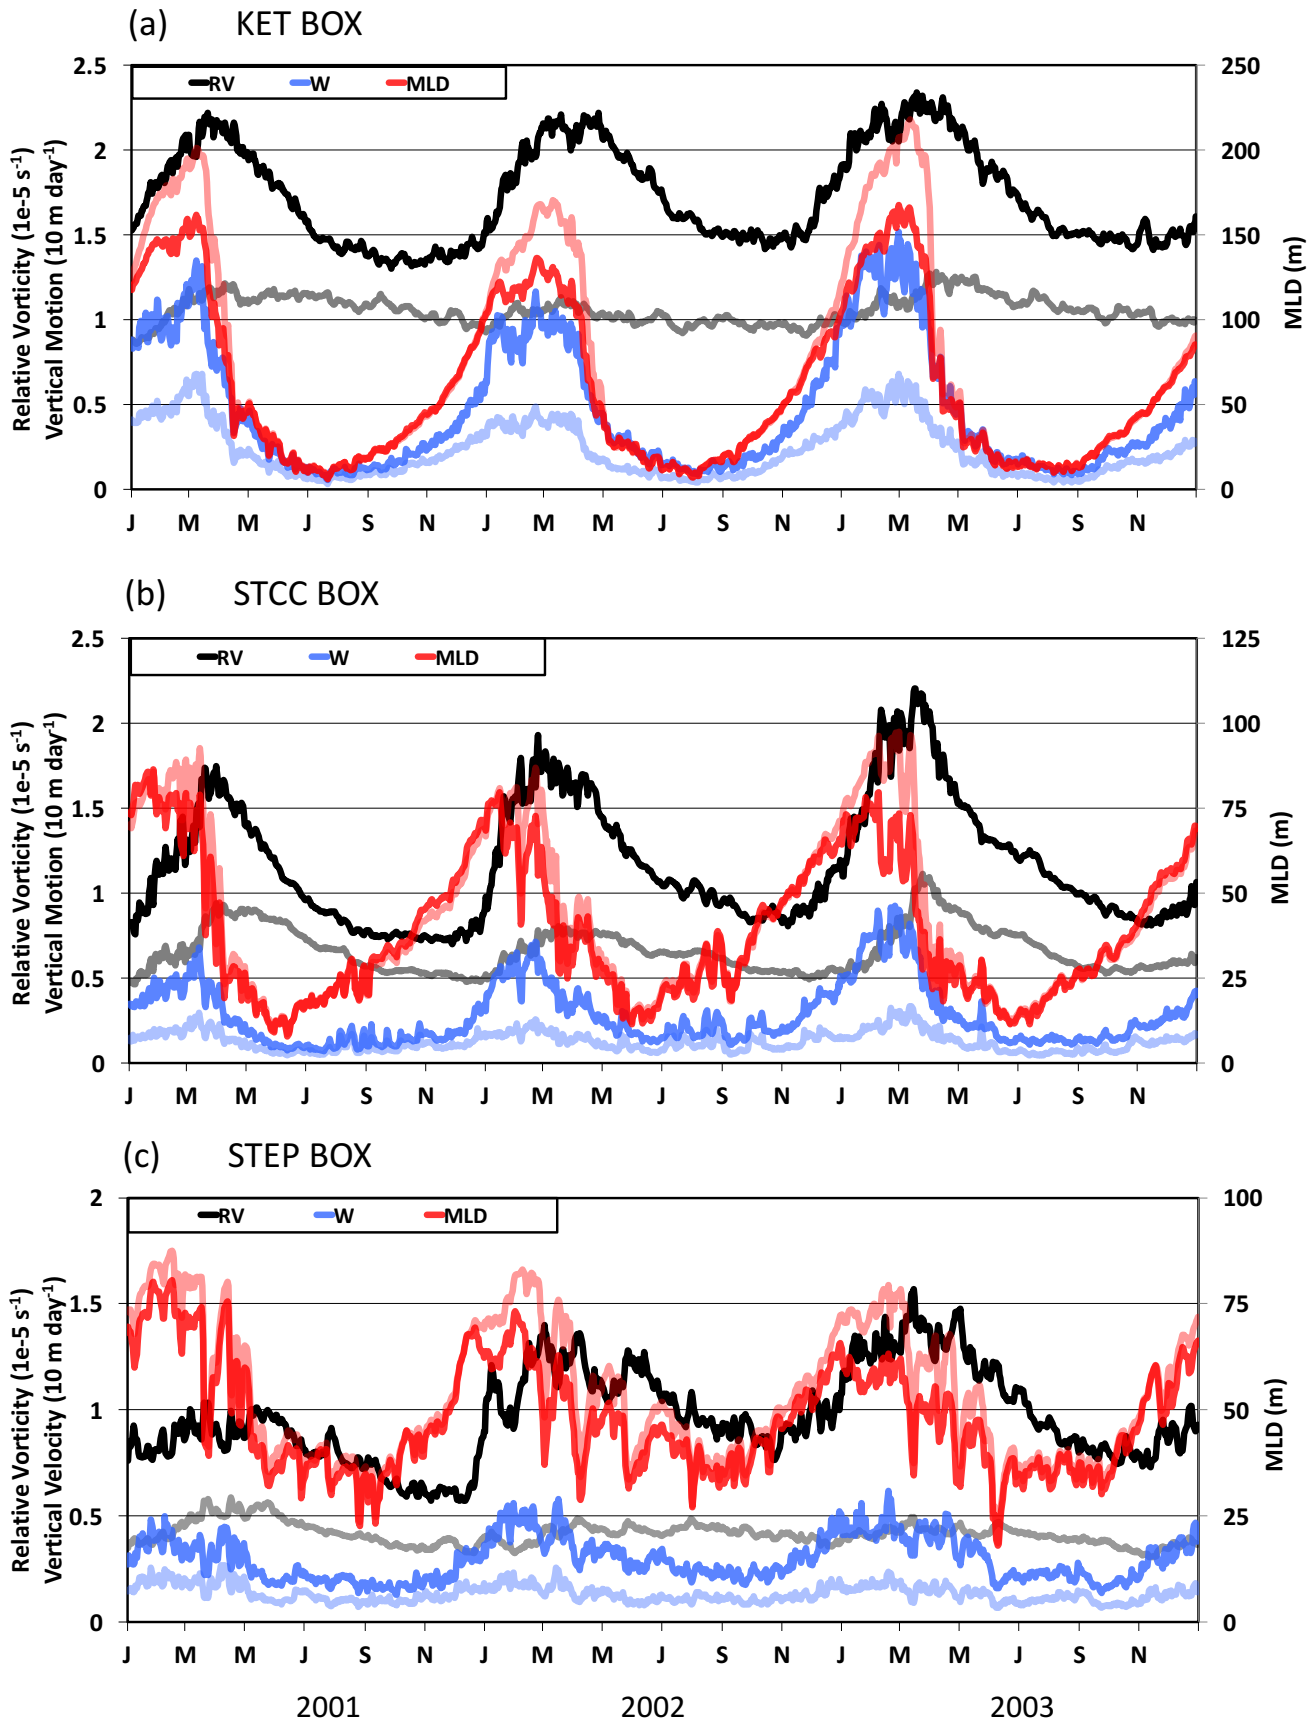 (a) KET BOX
2.5 250
RV W MLD
2 200
1.5 150
1 100
0.5 50
0 0
Relative Vorticity (1e-5 s-1)
Vertical Motion (10 m day-1)
MLD (m)
J M M J S N J M M J S N J M M J S N
(b) STCC BOX
2.5 125
RV W MLD
2 100
1.5 75
1 50
0.5 25
0 0
Relative Vorticity (1e-5 s-1)
Vertical Motion (10 m day-1)
MLD (m)
J M M J S N J M M J S N J M M J S N
(c) STEP BOX
2 100
RV W MLD
1.5 75
1 50
0.5 25
0 0
Relative Vorticity (1e-5 s-1)
Vertical Velocity (10 m day-1)
MLD (m)
J M M J S N J M M J S N J M M J S N
2001 2002 2003